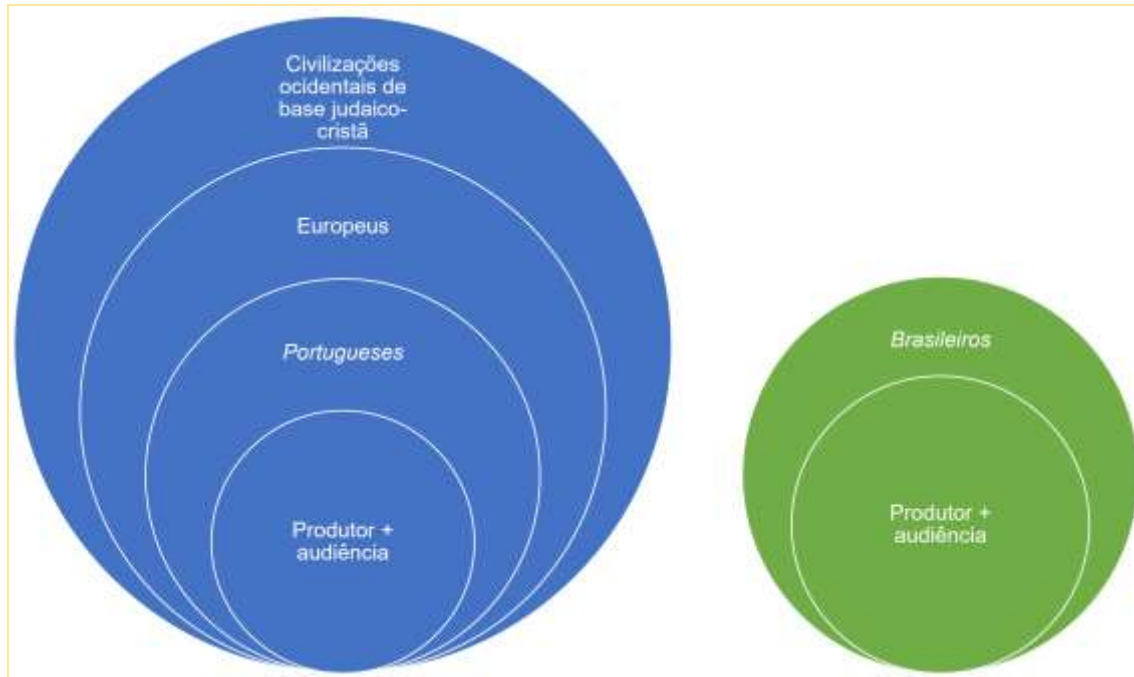 Civilizações
ocidentais de
base judaico-
cristã
Europeus
Portugueses
Produtor +
audiência
Brasileiros
Produtor +
audiência